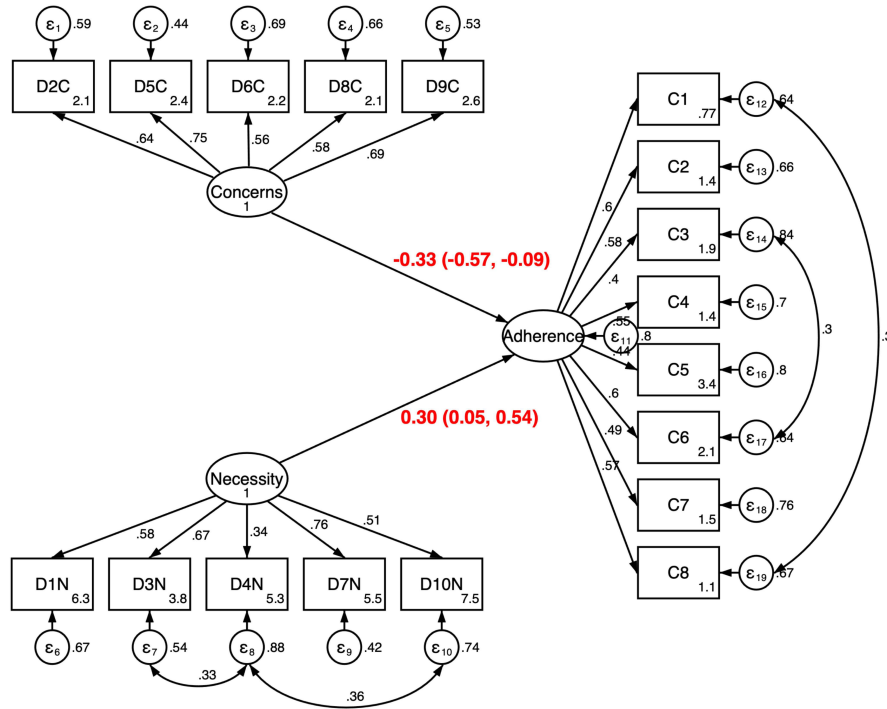 ε1 .59 ε2 .44 ε3 .69 ε4 .66 ε5 .53
D2C 2.1 D5C 2.4 D6C 2.2 D8C 2.1 D9C 2.6
.64 .75 .56 .58 .69
Concerns 1
-0.33 (-0.57, -0.09)
C1 .77 ε12 .64
C2 1.4 ε13 .66
C3 1.9 ε14 .84
C4 1.4 ε15 .7
C5 3.4 ε16 .8
C6 2.1 ε17 .64
C7 1.5 ε18 .76
C8 1.1 ε19 .67
.6
.58
.4
.55
.44
.6
.49
.57
.3
Adherence ε11 .8
0.30 (0.05, 0.54)
Necessity 1
.58 .67 .34 .76 .51
D1N 6.3 D3N 3.8 D4N 5.3 D7N 5.5 D10N 7.5
ε6 .67 ε7 .54 ε8 .88 ε9 .42 ε10 .74
.33 .36